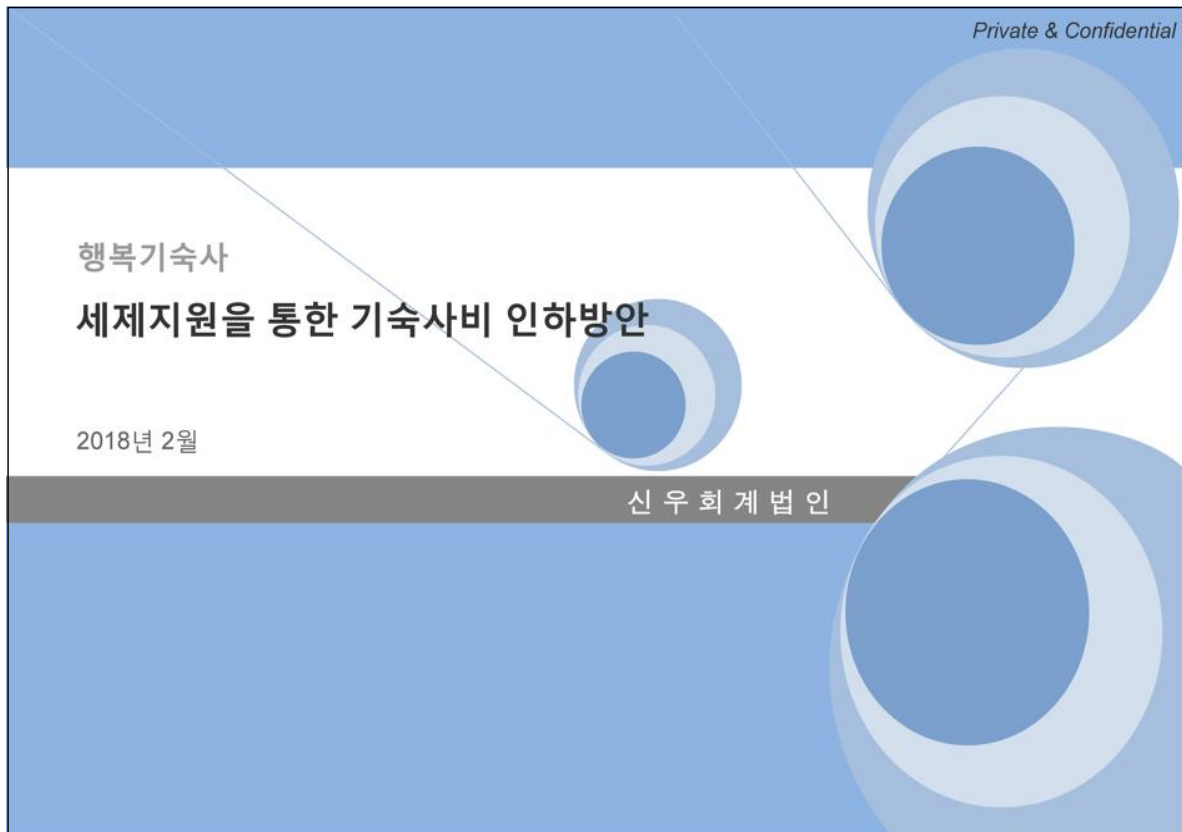 Private & Confidential
행복기숙사
세제지원을 통한 기숙사비 인하방안
2018년 2월
신 우 회 계 법 인